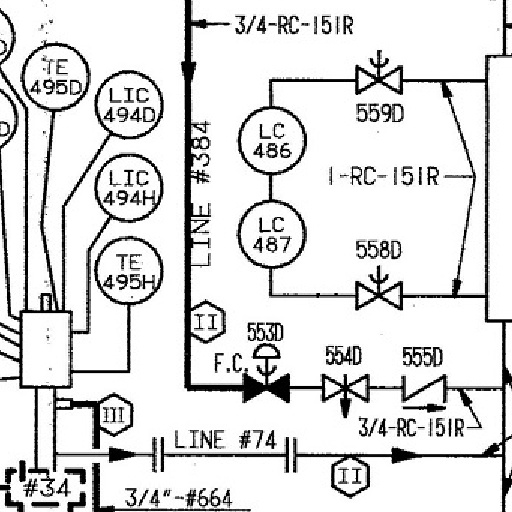 3/4-RC-151R
TE
495D
LIC
494D
559D
LC
486
LINE #384
LIC
494H
1-RC-151R
LC
487
558D
TE
495H
II
553D
F.C.
554D
555D
III
3/4-RC-151R
LINE #74
II
#34
3/4"-#664